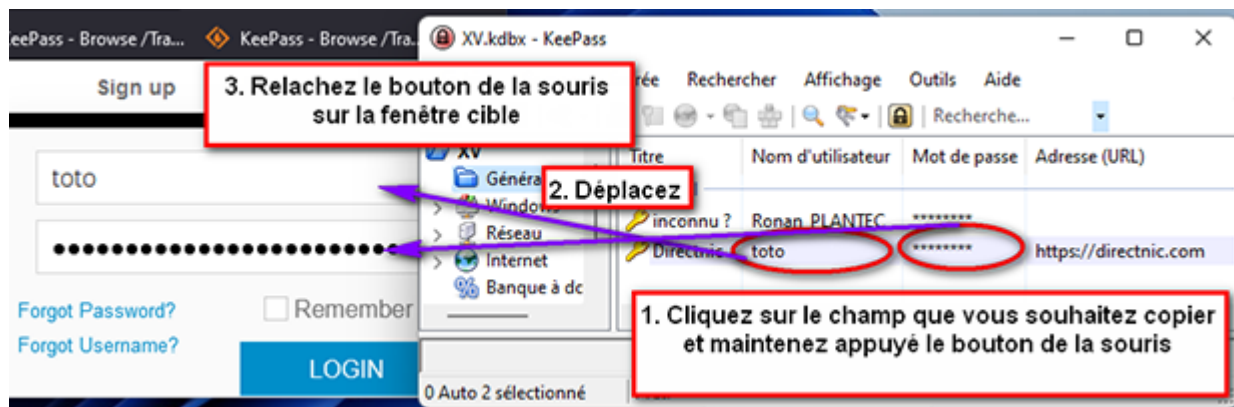 eePass - Browse /Tra...
KeePass - Browse /Tra..
XV.kdbx - KeePass
Sign up
3. Relachez le bouton de la souris
sur la fenêtre cible
rée Rechercher Affichage Outils Aide
Recherche...
XV
Titre Nom d'utilisateur Mot de passe Adresse (URL)
toto
Généra
2. Déplacez
Windows
inconnu ? Ronan PLANTEC ********
Réseau
Directnic toto ******** https://directnic.com
Internet
Banque à dc
Forgot Password?
Remember
Forgot Username?
LOGIN
1. Cliquez sur le champ que vous souhaitez copier
et maintenez appuyé le bouton de la souris
0 Auto 2 sélectionné